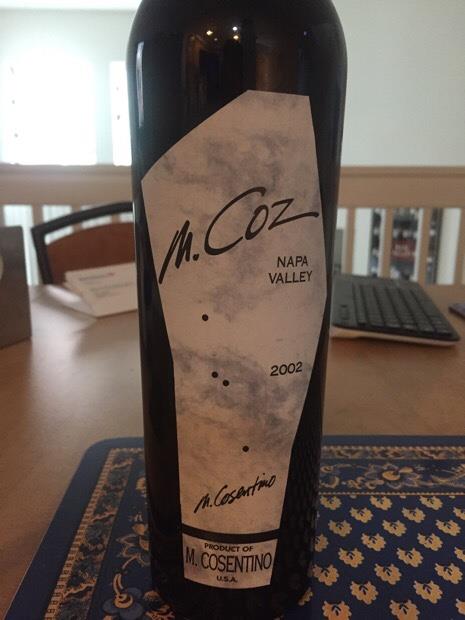 M. Coz
NAPA
VALLEY
2002
M. Cosentino
PRODUCT OF
M. COSENTINO
U.S.A.